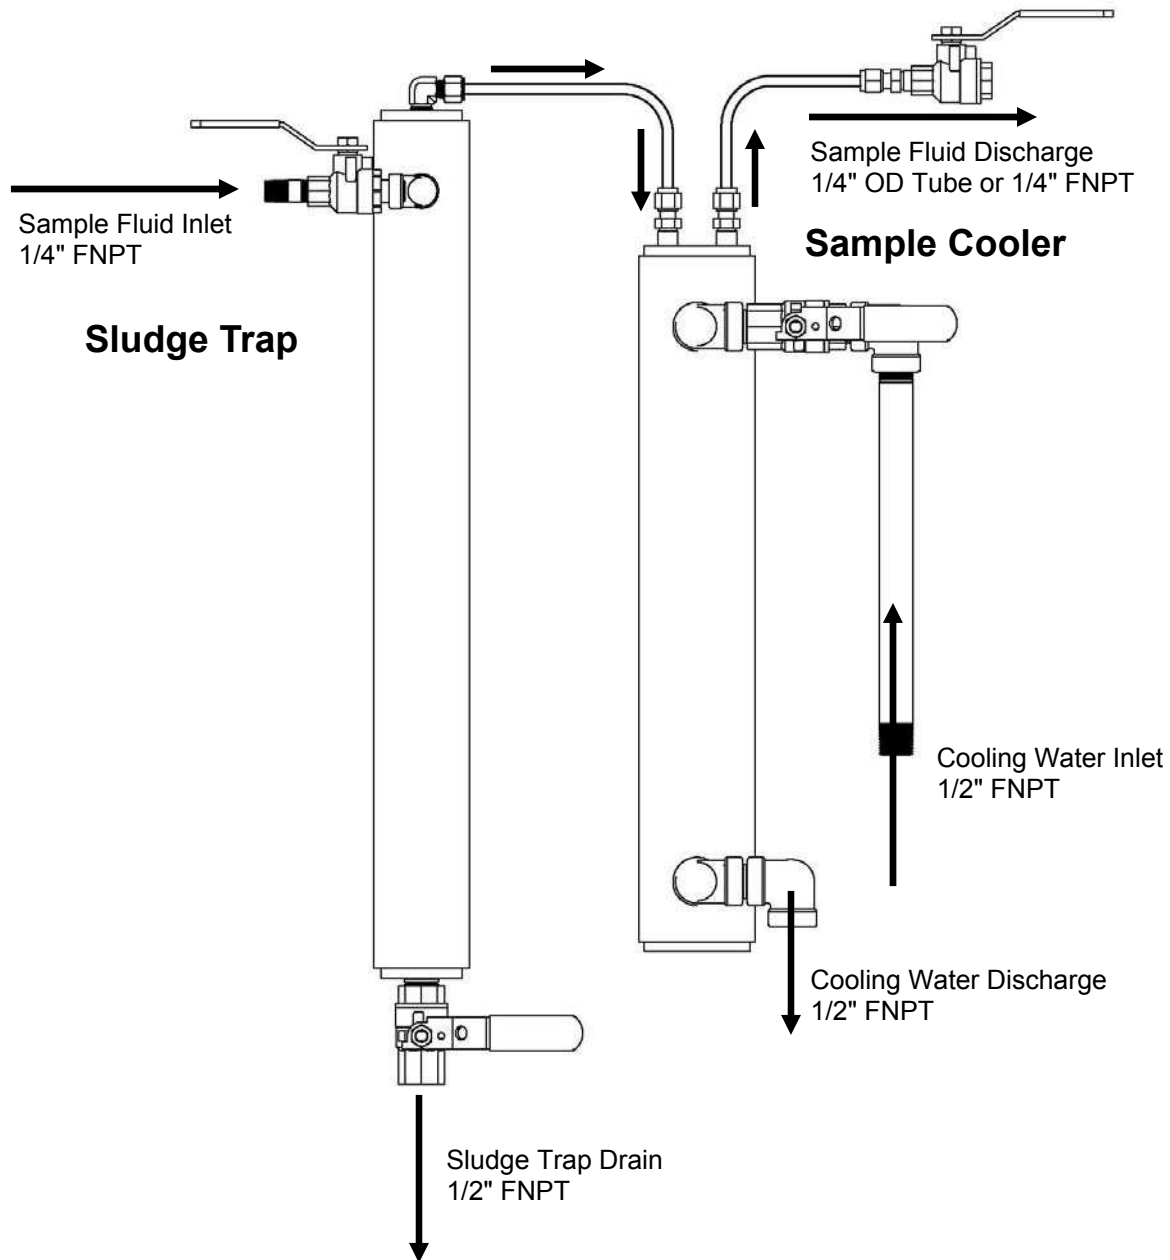 Sample Fluid Inlet
1/4" FNPT
Sludge Trap
Sample Fluid Discharge
1/4" OD Tube or 1/4" FNPT
Sample Cooler
Cooling Water Inlet
1/2" FNPT
Cooling Water Discharge
1/2" FNPT
Sludge Trap Drain
1/2" FNPT